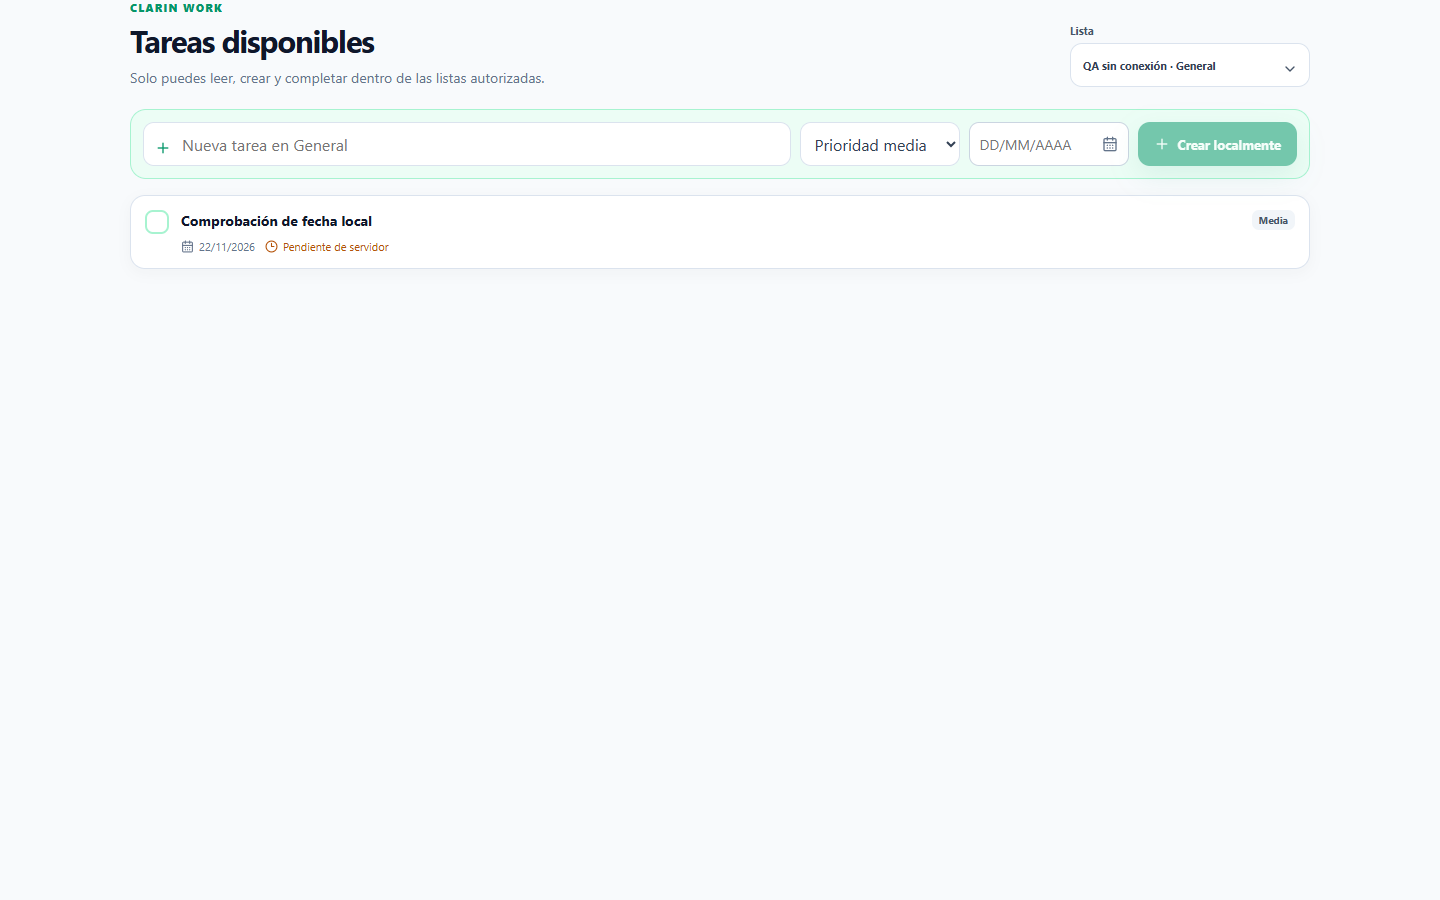 CLARIN WORK
Tareas disponibles
Solo puedes leer, crear y completar dentro de las listas autorizadas.
Lista
QA sin conexión · General
Nueva tarea en General
Prioridad media
DD/MM/AAAA
Crear localmente
Comprobación de fecha local
Media
22/11/2026
Pendiente de servidor